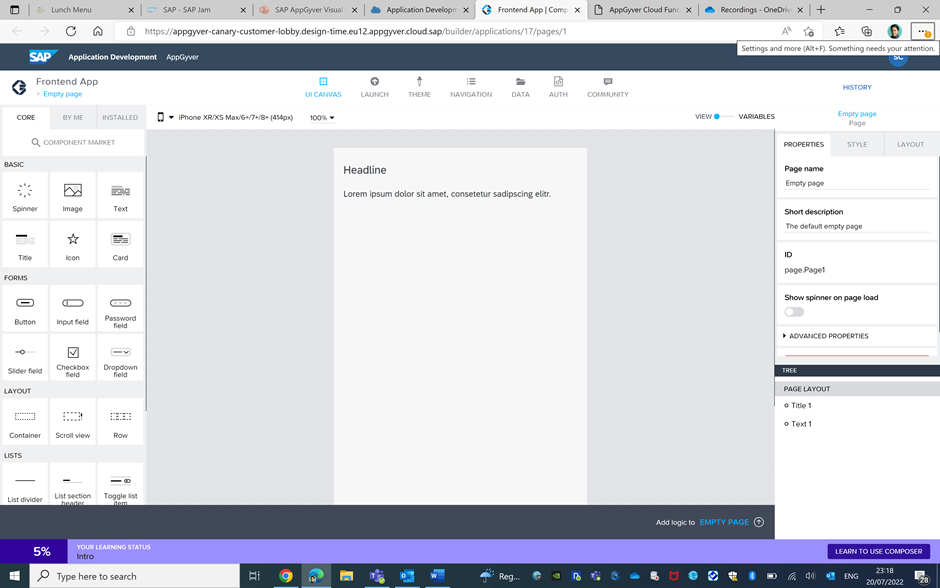 Lunch Menu
SAP - SAP Jam
SAP AppGyver Visual
Application Developmen
Frontend App | Comp
AppGyver Cloud Func
Recordings - OneDriv
https://appgyver-canary-customer-lobby.design-time.eu12.appgyver.cloud.sap/builder/applications/17/pages/1
Settings and more (Alt+F). Something needs your attention.
SAP Application Development AppGyver
SC
Frontend App
Empty page
UI CANVAS
LAUNCH
THEME
NAVIGATION
DATA
AUTH
COMMUNITY
HISTORY
CORE BY ME INSTALLED
iPhone XR/XS Max/6+/7+/8+ (414px) 100%
VIEW VARIABLES
Empty page
Page
COMPONENT MARKET
BASIC
Spinner Image Text
Title Icon Card
FORMS
Button Input field Password field
Slider field Checkbox field Dropdown field
LAYOUT
Container Scroll view Row
LISTS
List divider List section header Toggle list item
Headline
Lorem ipsum dolor sit amet, consetetur sadipscing elitr.
PROPERTIES STYLE LAYOUT
Page name
Empty page
Short description
The default empty page
ID
page.Page1
Show spinner on page load
ADVANCED PROPERTIES
TREE
PAGE LAYOUT
Title 1
Text 1
Add logic to EMPTY PAGE
5%
YOUR LEARNING STATUS
Intro
LEARN TO USE COMPOSER
Type here to search
Reg...
ENG
23:18
20/07/2022
28